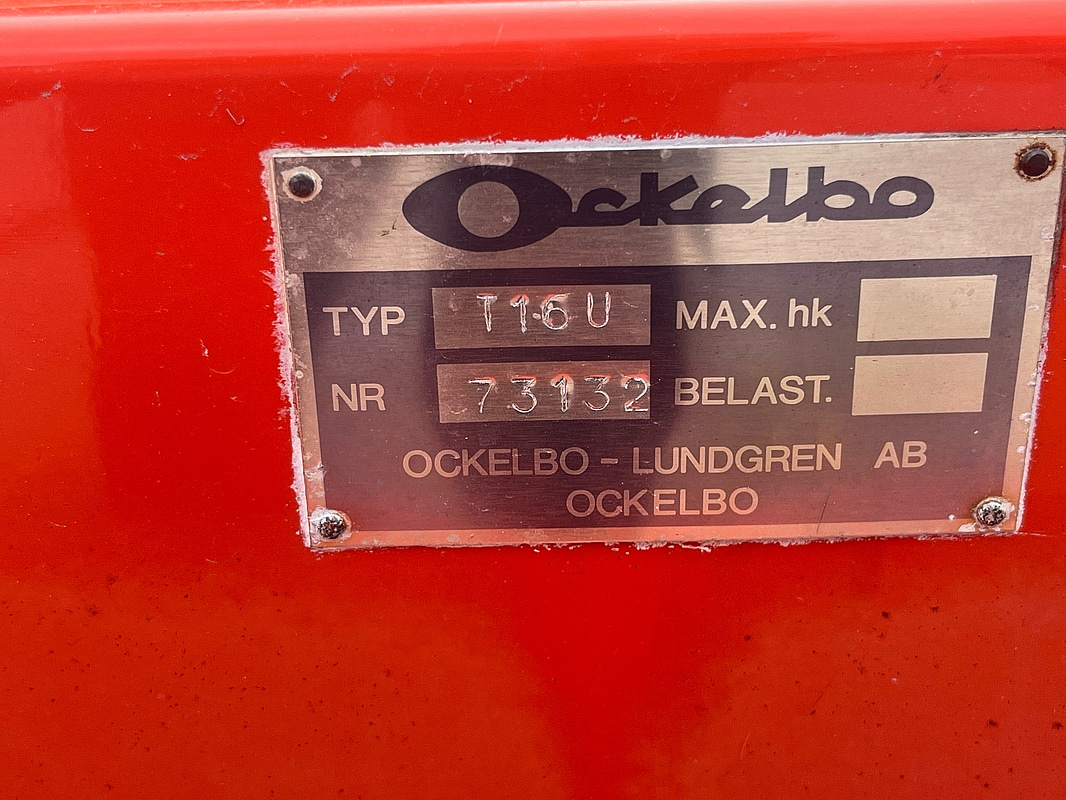 Ockelbo
TYP T16U MAX. hk
NR 73132 BELAST.
OCKELBO - LUNDGREN AB
OCKELBO